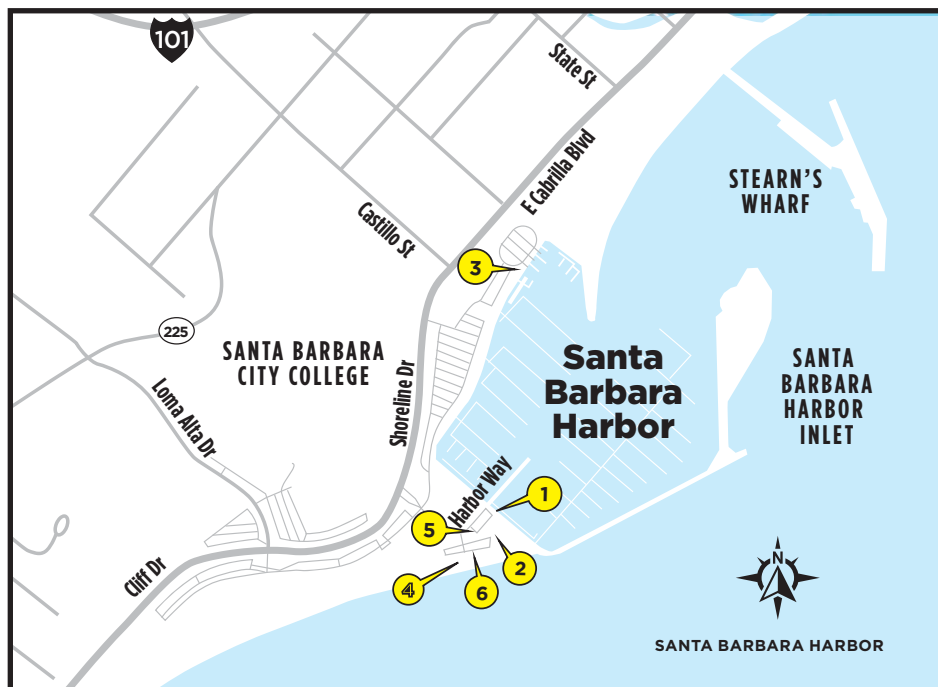 101
State St
E Cabrilla Blvd
STEARN'S
WHARF
Castillo St
3
225
SANTA BARBARA
CITY COLLEGE
Santa
Barbara
Harbor
SANTA
BARBARA
HARBOR
INLET
Loma Alta Dr
Shoreline Dr
Harbor Way
1
5
2
4
6
Cliff Dr
N
SANTA BARBARA HARBOR